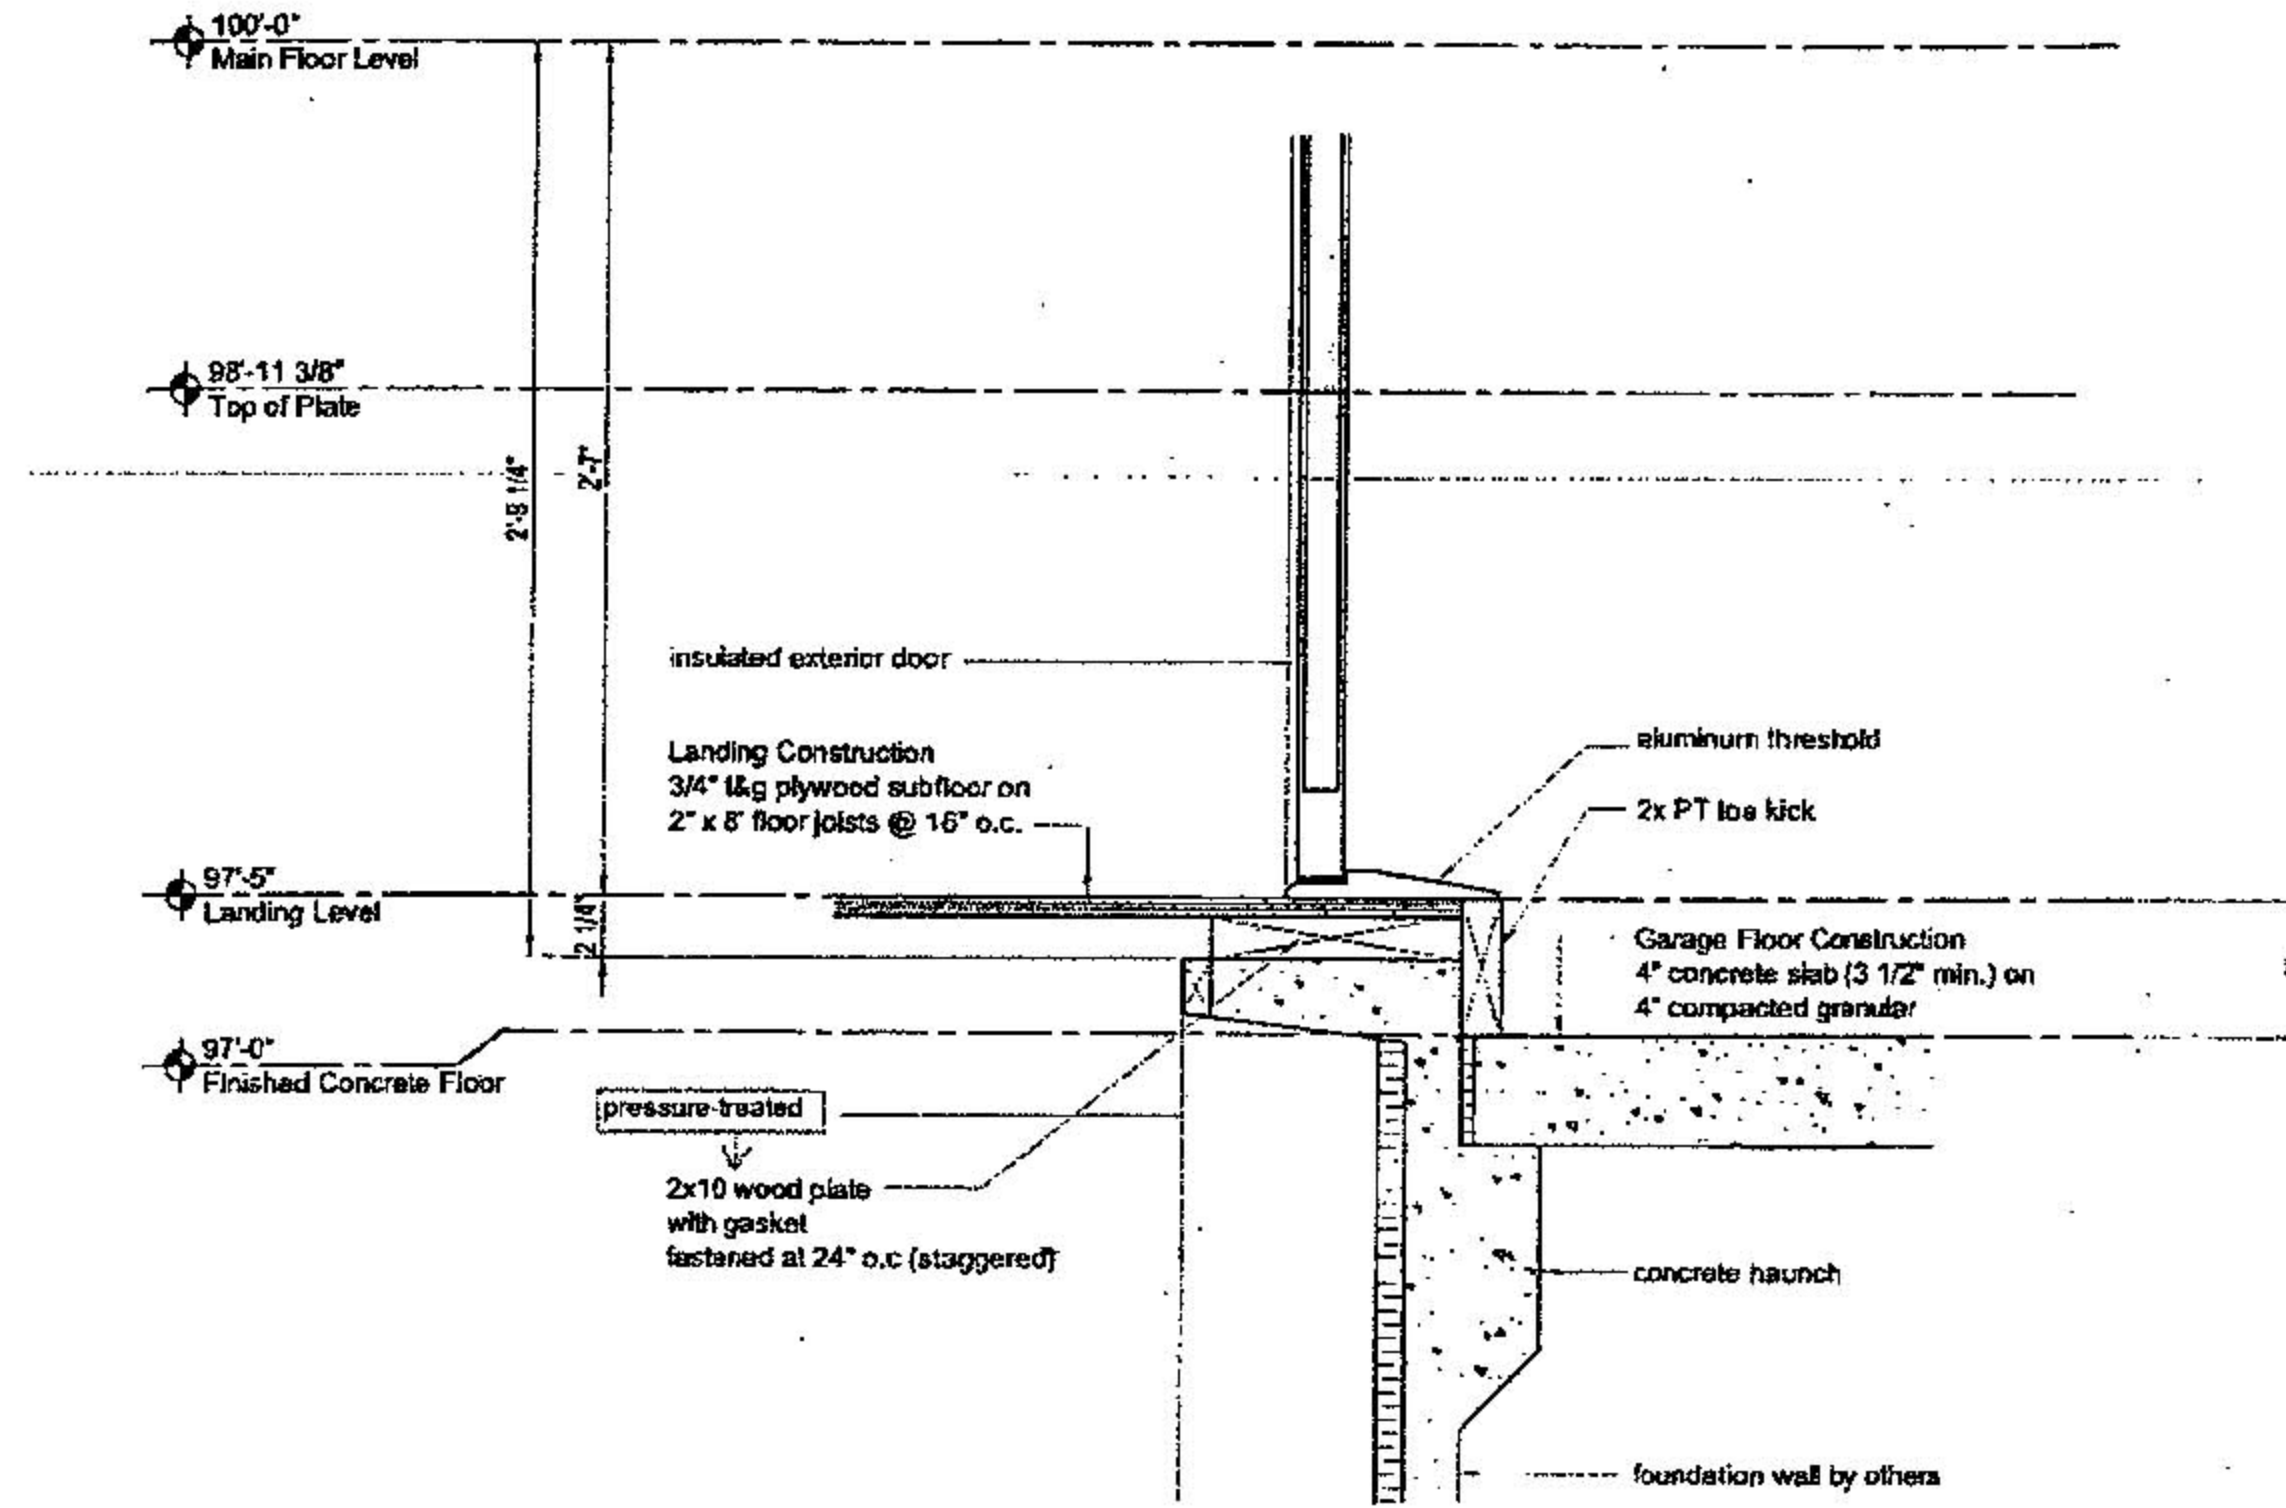 100'-0"
Main Floor Level
98'-11 3/8"
Top of Plate
2'-9 1/4"
2'-7"
insulated exterior door
Landing Construction
3/4" t&g plywood subfloor on
2" x 8" floor joists @ 16" o.c.
aluminum threshold
2x PT toe kick
97'-5"
Landing Level
2 1/4"
Garage Floor Construction
4" concrete slab (3 1/2" min.) on
4" compacted granular
97'-0"
Finished Concrete Floor
pressure-treated
2x10 wood plate
with gasket
fastened at 24" o.c (staggered)
concrete haunch
foundation wall by others